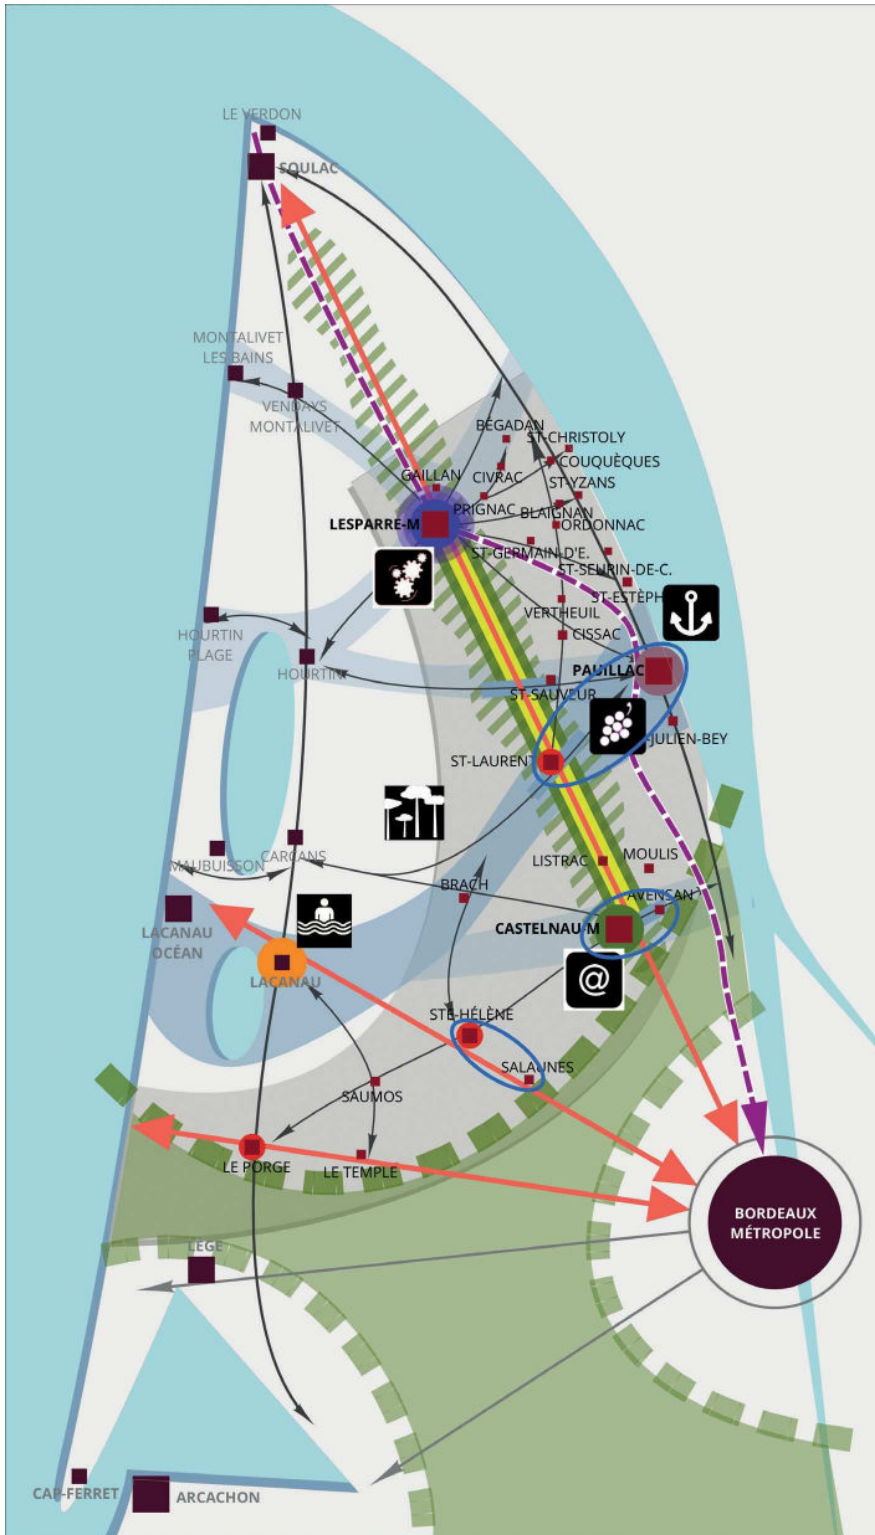 LE VERDON
SOULAC
MONTALIVET
LES BAINS
VENDAYS
MONTALIVET
BÉGADAN
ST-CHRISTOLY
COUQUÈQUES
GAILLAN
CIVRAC
ST-YZANS
PRIGNAC
BLAIGNAN
LESPARRE-M
ORDONNAC
ST-GERMAIN-D'E.
ST-SEURIN-DE-C.
ST-ESTÈPH
VERTHEUIL
HOURTIN
PLAGE
CISSAC
HOURTIN
PAUILLAC
ST-SAUVEUR
-JULIEN-BEY
ST-LAURENT
MAUBUISSON
CARCANS
LISTRAC
MOULIS
BRACH
AVENSAN
LACANAU
OCÉAN
CASTELNAU-M
LACANAU
@
STE-HÉLÈNE
SALAUNES
SAUMOS
LE PORGE
LE TEMPLE
BORDEAUX
MÉTROPOLE
LÈGE
CAP-FERRET
ARCACHON